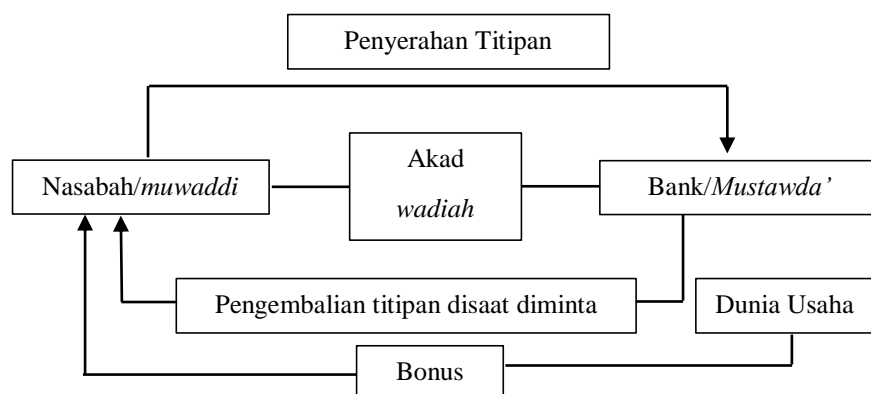 Penyerahan Titipan
Akad
wadiah
Nasabah/muwaddi
Bank/Mustawda’
Pengembalian titipan disaat diminta
Dunia Usaha
Bonus